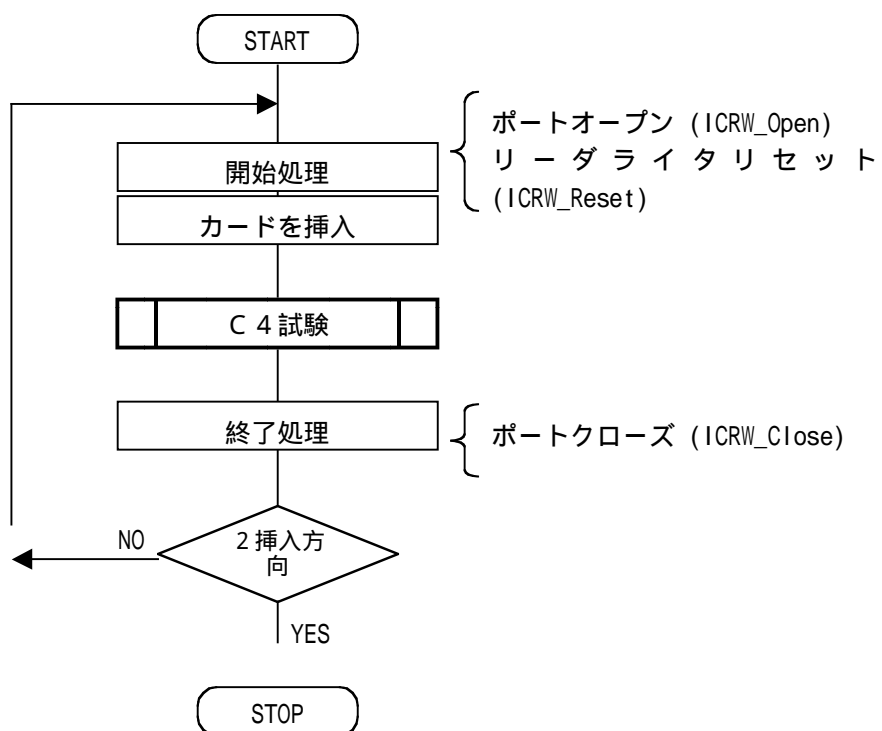 START
ポートオープン (ICRW_Open)
リーダライタリセット
(ICRW_Reset)
開始処理
カードを挿入
C4試験
終了処理
ポートクローズ (ICRW_Close)
NO
2挿入方
向
YES
STOP